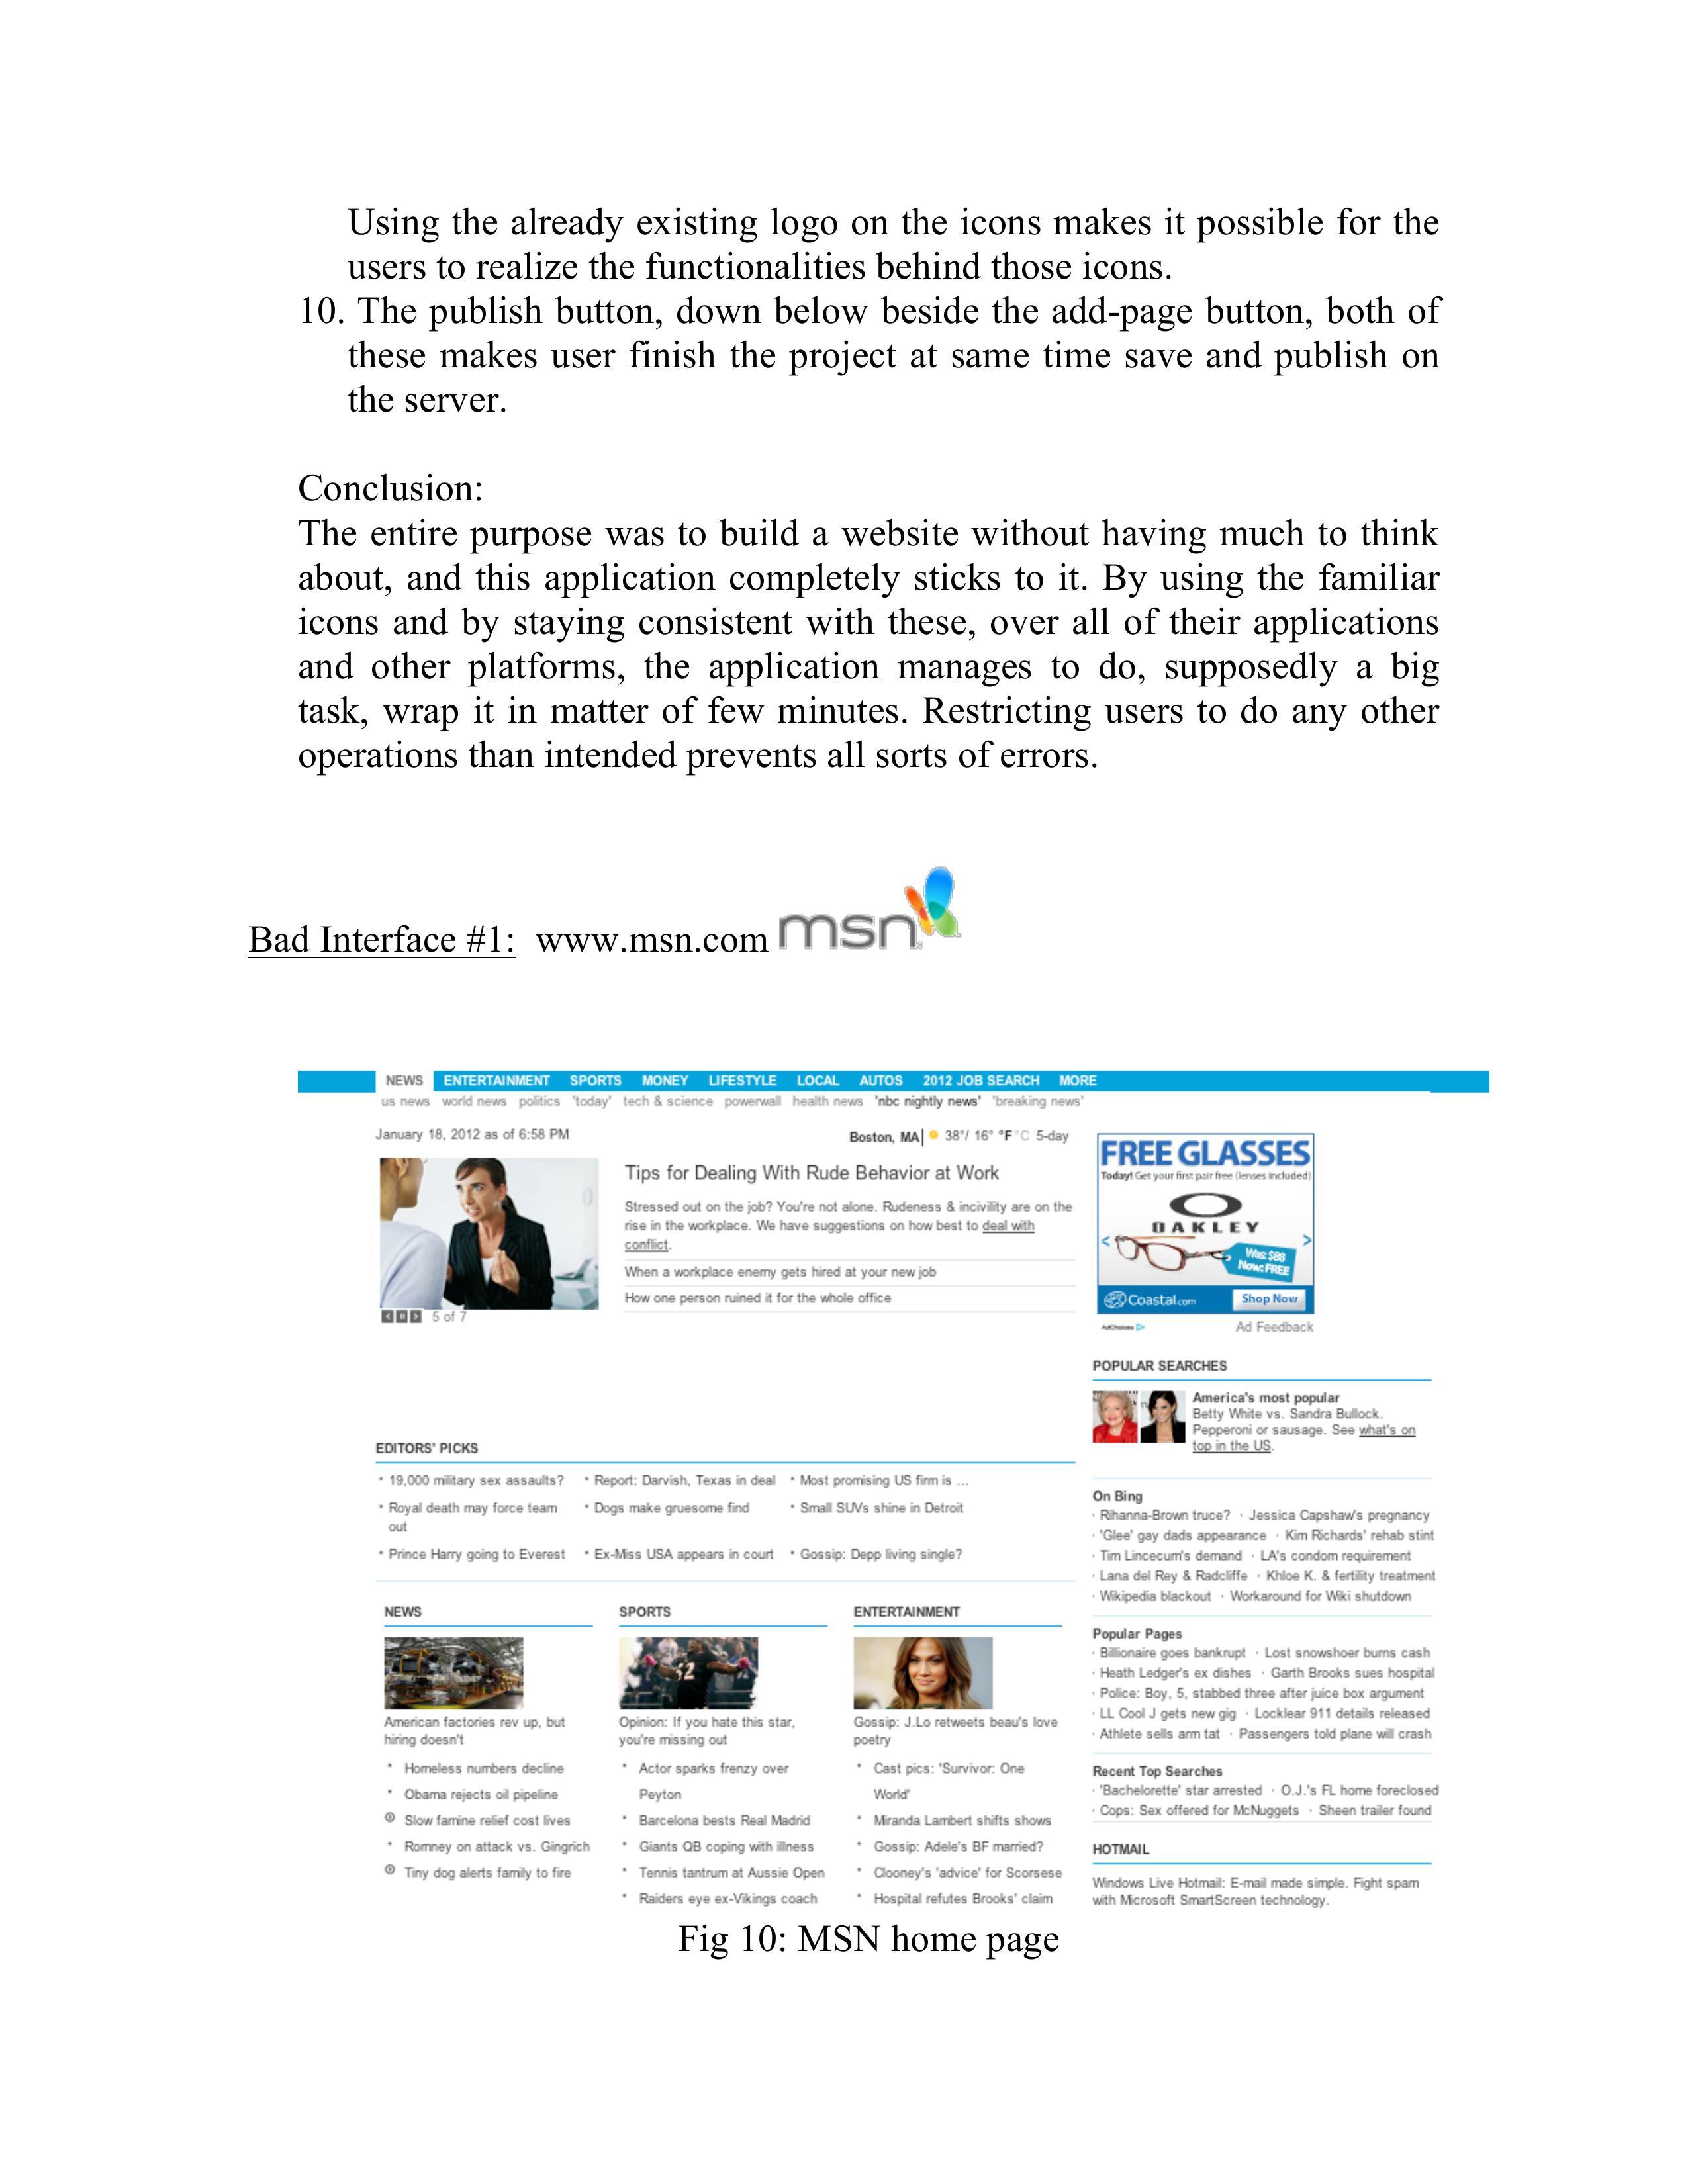 Using the already existing logo on the icons makes it possible for the
users to realize the functionalities behind those icons.
10. The publish button, down below beside the add-page button, both of
these makes user finish the project at same time save and publish on
the server.
Conclusion:
The entire purpose was to build a website without having much to think
about, and this application completely sticks to it. By using the familiar
icons and by staying consistent with these, over all of their applications
and other platforms, the application manages to do, supposedly a big
task, wrap it in matter of few minutes. Restricting users to do any other
operations than intended prevents all sorts of errors.
Bad Interface #1: www.msn.com msn
NEWS ENTERTAINMENT SPORTS MONEY LIFESTYLE LOCAL AUTOS 2012 JOB SEARCH MORE
us news world news politics 'today' tech & science powerwall health news 'nbc nightly news' 'breaking news'
January 18, 2012 as of 6:58 PM
Boston, MA| 38°/ 16° °F °C 5-day
Tips for Dealing With Rude Behavior at Work
Stressed out on the job? You're not alone. Rudeness & incivility are on the
rise in the workplace. We have suggestions on how best to deal with
conflict.
When a workplace enemy gets hired at your new job
How one person ruined it for the whole office
5 of 7
FREE GLASSES
Today! Get your first pair free (lenses included)
OAKLEY
Was: $88
Now: FREE
Coastal.com Shop Now
AdChoices Ad Feedback
EDITORS' PICKS
• 19,000 military sex assaults? • Report: Darvish, Texas in deal • Most promising US firm is ...
• Royal death may force team • Dogs make gruesome find • Small SUVs shine in Detroit
out
• Prince Harry going to Everest • Ex-Miss USA appears in court • Gossip: Depp living single?
NEWS
American factories rev up, but
hiring doesn't
• Homeless numbers decline
• Obama rejects oil pipeline
Slow famine relief cost lives
• Romney on attack vs. Gingrich
Tiny dog alerts family to fire
SPORTS
52
Opinion: If you hate this star,
you're missing out
• Actor sparks frenzy over
Peyton
• Barcelona bests Real Madrid
• Giants QB coping with illness
• Tennis tantrum at Aussie Open
• Raiders eye ex-Vikings coach
ENTERTAINMENT
Gossip: J.Lo retweets beau's love
poetry
• Cast pics: 'Survivor: One
World'
• Miranda Lambert shifts shows
• Gossip: Adele's BF married?
• Clooney's 'advice' for Scorsese
• Hospital refutes Brooks' claim
POPULAR SEARCHES
America's most popular
Betty White vs. Sandra Bullock.
Pepperoni or sausage. See what's on
top in the US.
On Bing
· Rihanna-Brown truce? · Jessica Capshaw's pregnancy
· 'Glee' gay dads appearance · Kim Richards' rehab stint
· Tim Lincecum's demand · LA's condom requirement
· Lana del Rey & Radcliffe · Khloe K. & fertility treatment
· Wikipedia blackout · Workaround for Wiki shutdown
Popular Pages
· Billionaire goes bankrupt · Lost snowshoer burns cash
· Heath Ledger's ex dishes · Garth Brooks sues hospital
· Police: Boy, 5, stabbed three after juice box argument
· LL Cool J gets new gig · Locklear 911 details released
· Athlete sells arm tat · Passengers told plane will crash
Recent Top Searches
· 'Bachelorette' star arrested · O.J.'s FL home foreclosed
· Cops: Sex offered for McNuggets · Sheen trailer found
HOTMAIL
Windows Live Hotmail: E-mail made simple. Fight spam
with Microsoft SmartScreen technology.
Fig 10: MSN home page